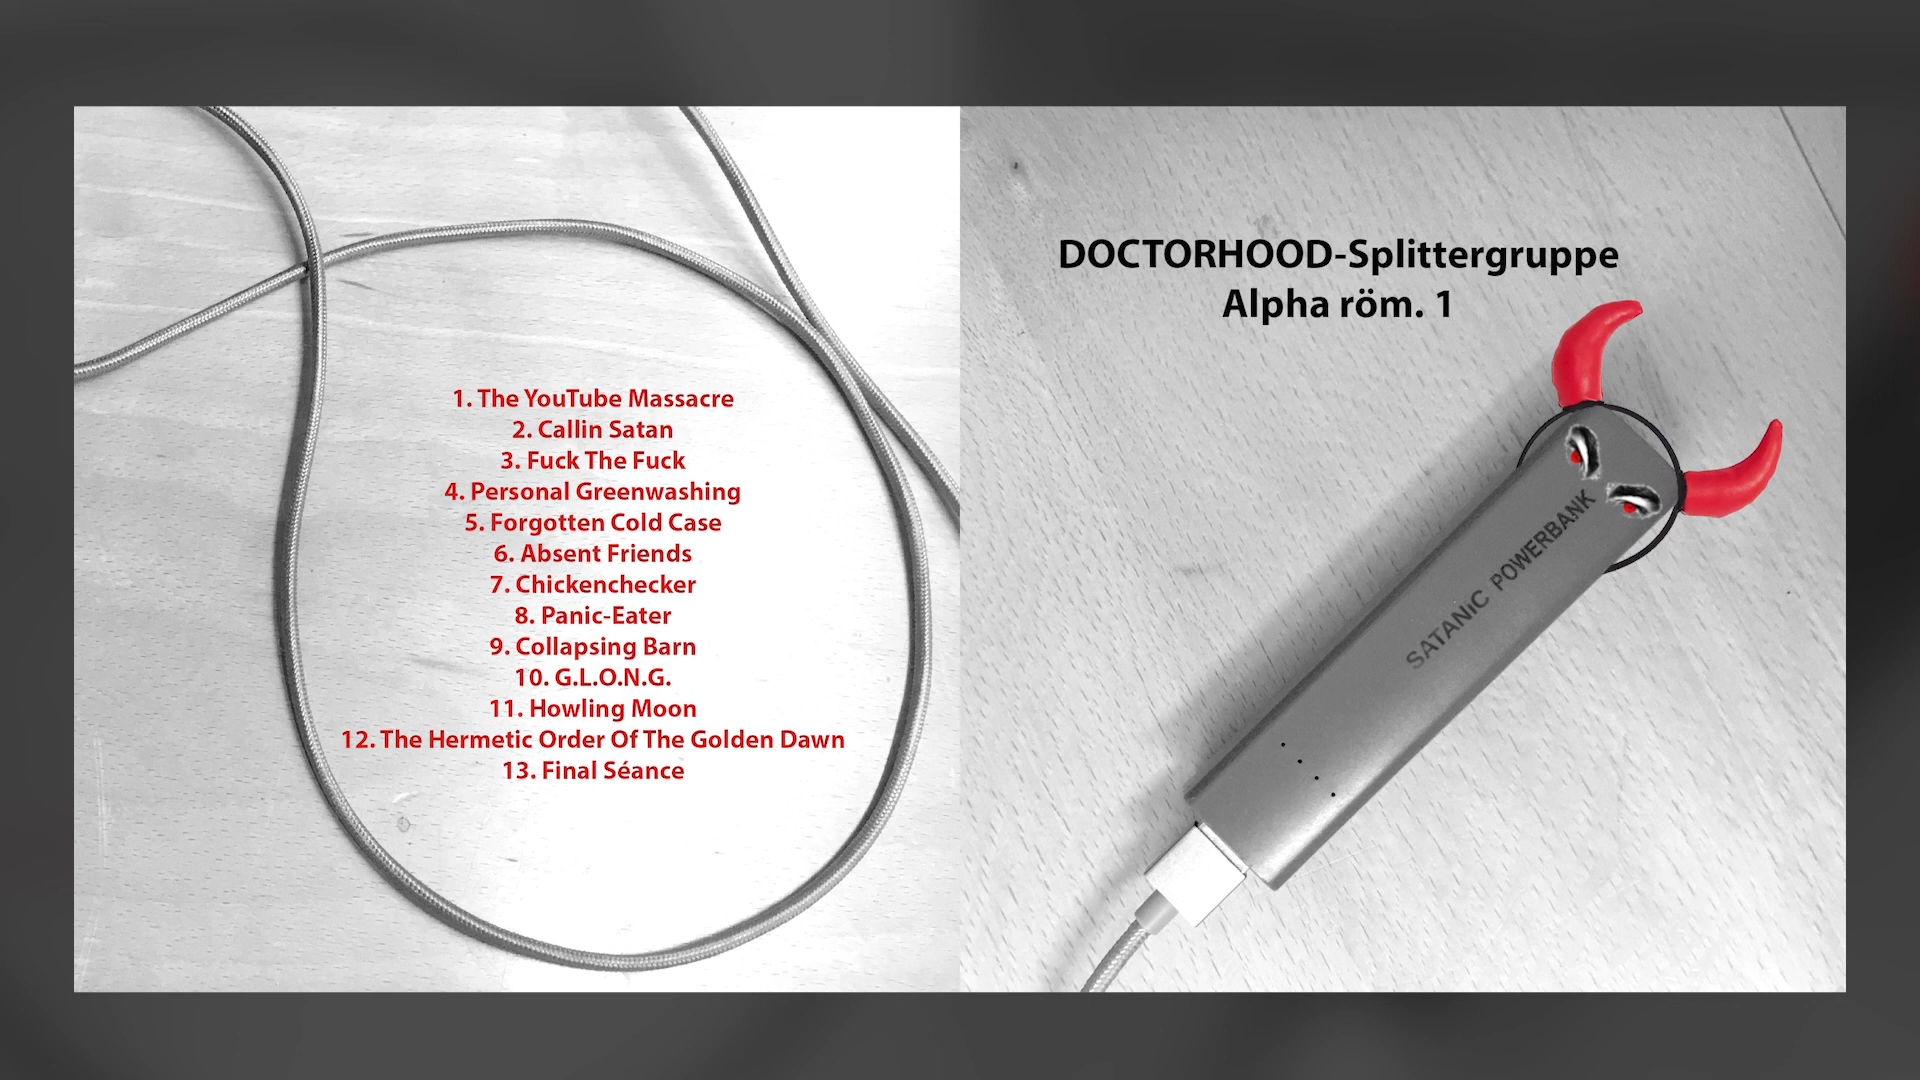 1. The YouTube Massacre
2. Callin Satan
3. Fuck The Fuck
4. Personal Greenwashing
5. Forgotten Cold Case
6. Absent Friends
7. Chickenchecker
8. Panic-Eater
9. Collapsing Barn
10. G.L.O.N.G.
11. Howling Moon
12. The Hermetic Order Of The Golden Dawn
13. Final Séance
DOCTORHOOD-Splittergruppe
Alpha röm. 1
SATANiC POWERBANK